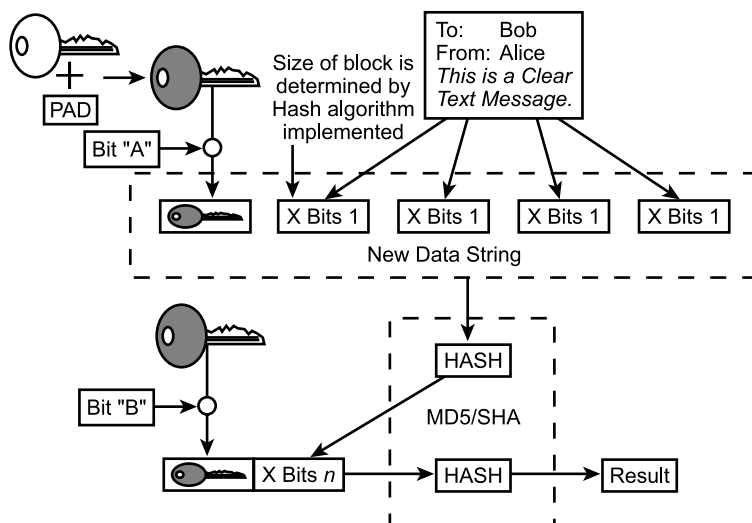 To: Bob
From: Alice
This is a Clear
Text Message.
Size of block is
determined by
Hash algorithm
implemented
PAD
Bit "A"
X Bits 1
X Bits 1
X Bits 1
X Bits 1
New Data String
HASH
Bit "B"
MD5/SHA
X Bits n
HASH
Result